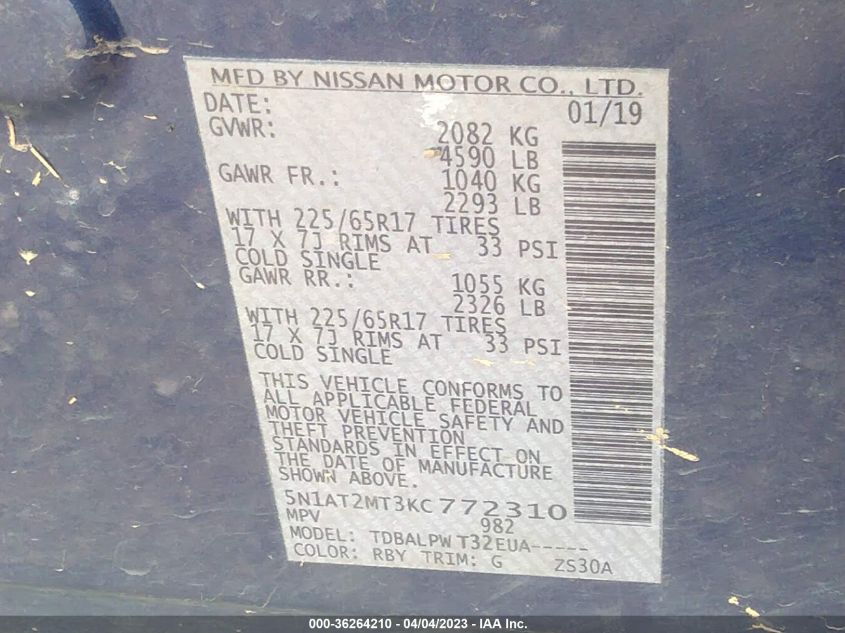 MFD BY NISSAN MOTOR CO., LTD.
DATE: 01/19
GVWR: 2082 KG
4590 LB
GAWR FR.: 1040 KG
2293 LB
WITH 225/65R17 TIRES
17 X 7J RIMS AT 33 PSI
COLD SINGLE
GAWR RR.: 1055 KG
2326 LB
WITH 225/65R17 TIRES
17 X 7J RIMS AT 33 PSI
COLD SINGLE
THIS VEHICLE CONFORMS TO
ALL APPLICABLE FEDERAL
MOTOR VEHICLE SAFETY AND
THEFT PREVENTION
STANDARDS IN EFFECT ON
THE DATE OF MANUFACTURE
SHOWN ABOVE.
5N1AT2MT3KC772310
MPV 982
MODEL: TDBALPW T32EUA-----
COLOR: RBY TRIM: G ZS30A
000-36264210 - 04/04/2023 - IAA Inc.